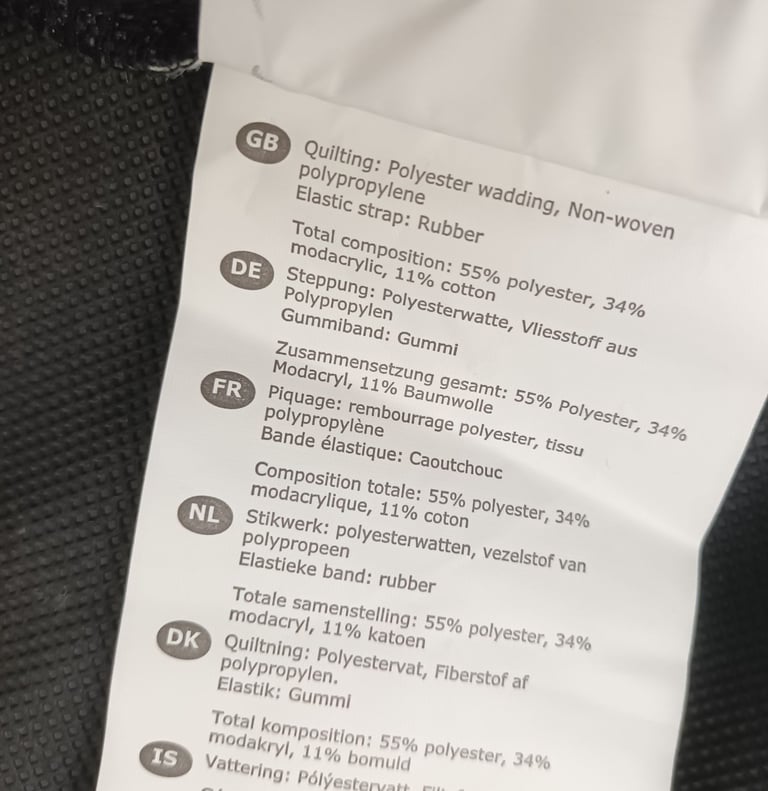 GB Quilting: Polyester wadding, Non-woven
polypropylene
Elastic strap: Rubber
Total composition: 55% polyester, 34%
modacrylic, 11% cotton
DE Steppung: Polyesterwatte, Vliesstoff aus
Polypropylen
Gummiband: Gummi
Zusammensetzung gesamt: 55% Polyester, 34%
Modacryl, 11% Baumwolle
FR Piquage: rembourrage polyester, tissu
polypropylène
Bande élastique: Caoutchouc
Composition totale: 55% polyester, 34%
modacrylique, 11% coton
NL Stikwerk: polyesterwatten, vezelstof van
polypropeen
Elastieke band: rubber
Totale samenstelling: 55% polyester, 34%
modacryl, 11% katoen
DK Quiltning: Polyestervat, Fiberstof af
polypropylen.
Elastik: Gummi
Total komposition: 55% polyester, 34%
modakryl, 11% bomuld
IS Vattering: Pólýestervatt,